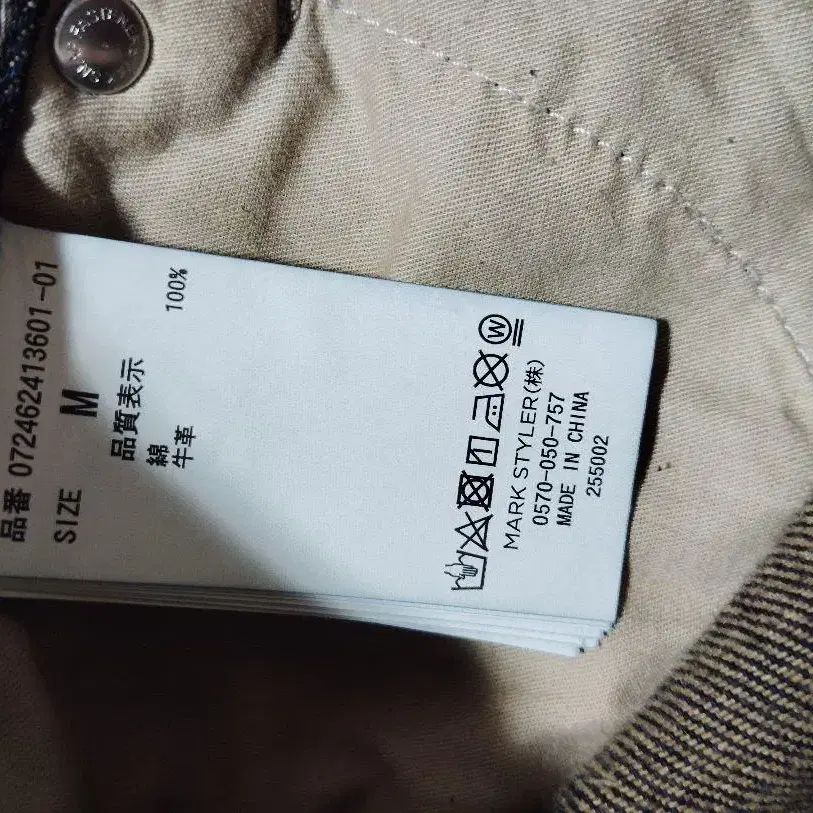 品番 072462413601-01
SIZE M
品質表示
綿 100%
牛革
W
MARK STYLER(株)
0570-050-757
MADE IN CHINA
255002